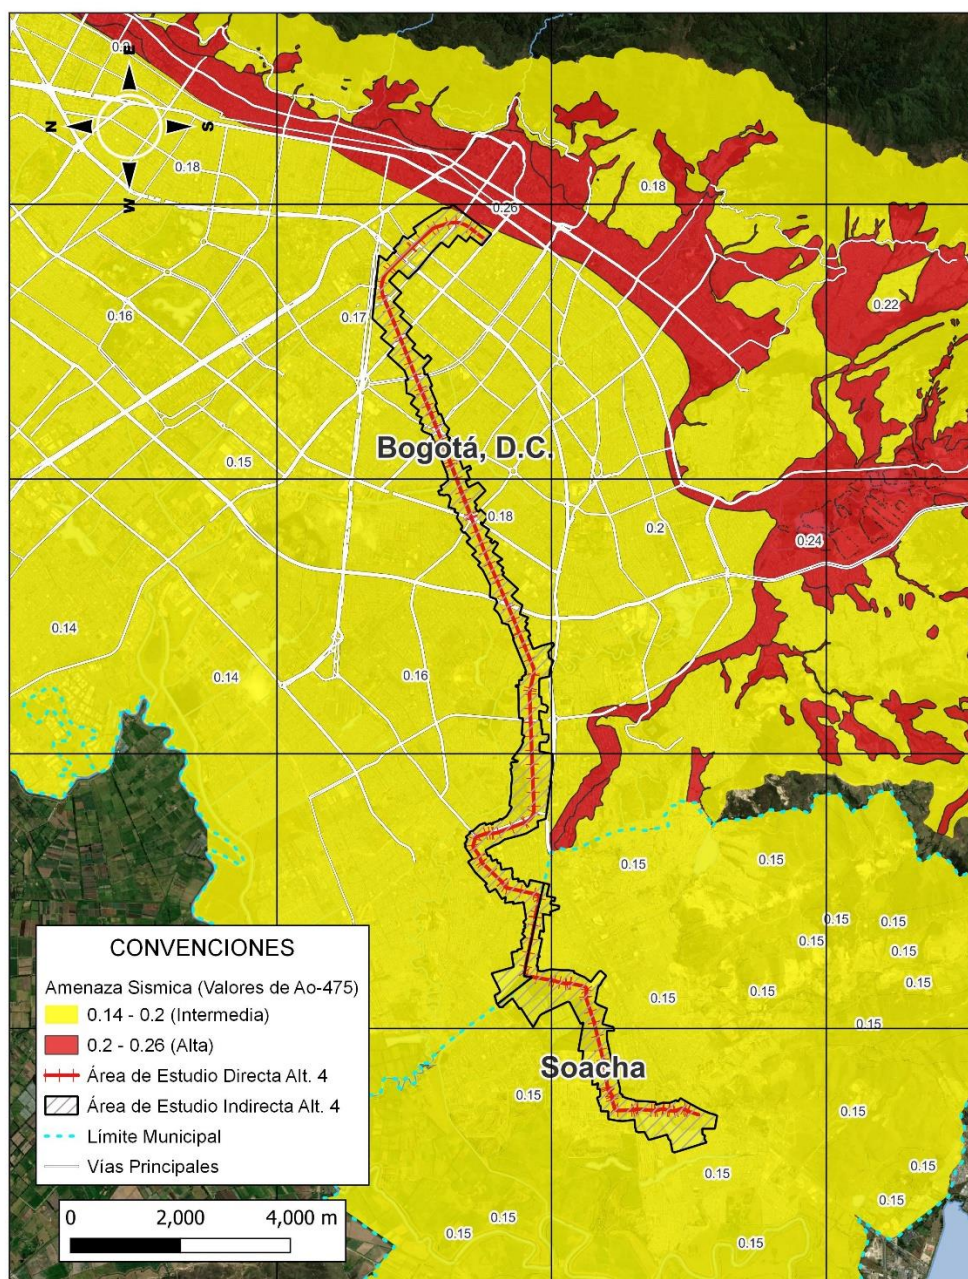 E
N
S
W
0.18
0.18
0.26
0.22
0.16
0.17
Bogotá, D.C.
0.15
0.18
0.2
0.24
0.14
0.14
0.16
0.15
0.15
0.15
0.15
0.15
0.15
0.15
0.15
0.15
0.15
CONVENCIONES
Amenaza Sismica (Valores de Ao-475)
0.14 - 0.2 (Intermedia)
0.2 - 0.26 (Alta)
Área de Estudio Directa Alt. 4
Área de Estudio Indirecta Alt. 4
Límite Municipal
Vías Principales
0 2,000 4,000 m
Soacha
0.15
0.15
0.15
0.15
0.15
0.15
0.15
0.15